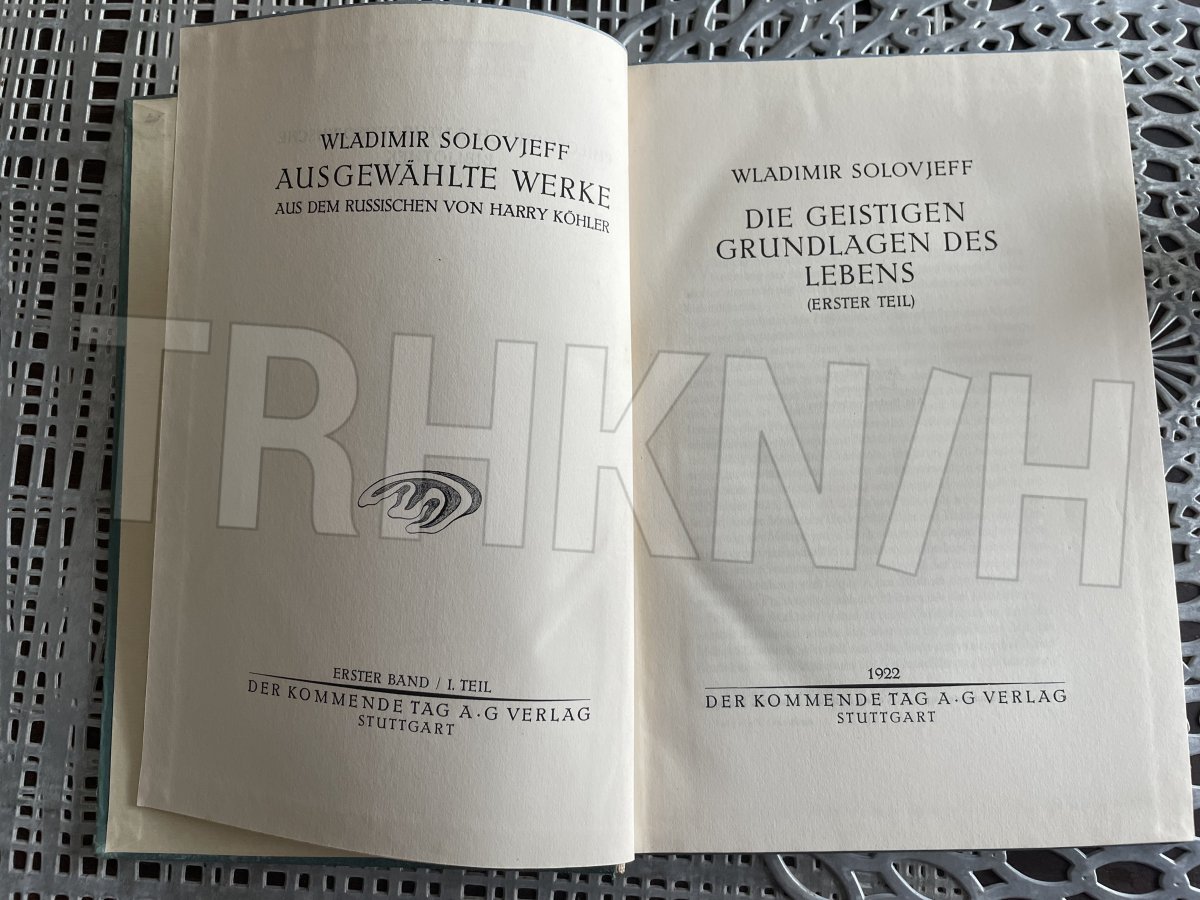 WLADIMIR SOLOVJEFF
AUSGEWÄHLTE WERKE
AUS DEM RUSSISCHEN VON HARRY KÖHLER
ERSTER BAND / I. TEIL
DER KOMMENDE TAG A·G VERLAG
STUTTGART
WLADIMIR SOLOVJEFF
DIE GEISTIGEN
GRUNDLAGEN DES
LEBENS
(ERSTER TEIL)
1922
DER KOMMENDE TAG A·G VERLAG
STUTTGART
TRHKN/H